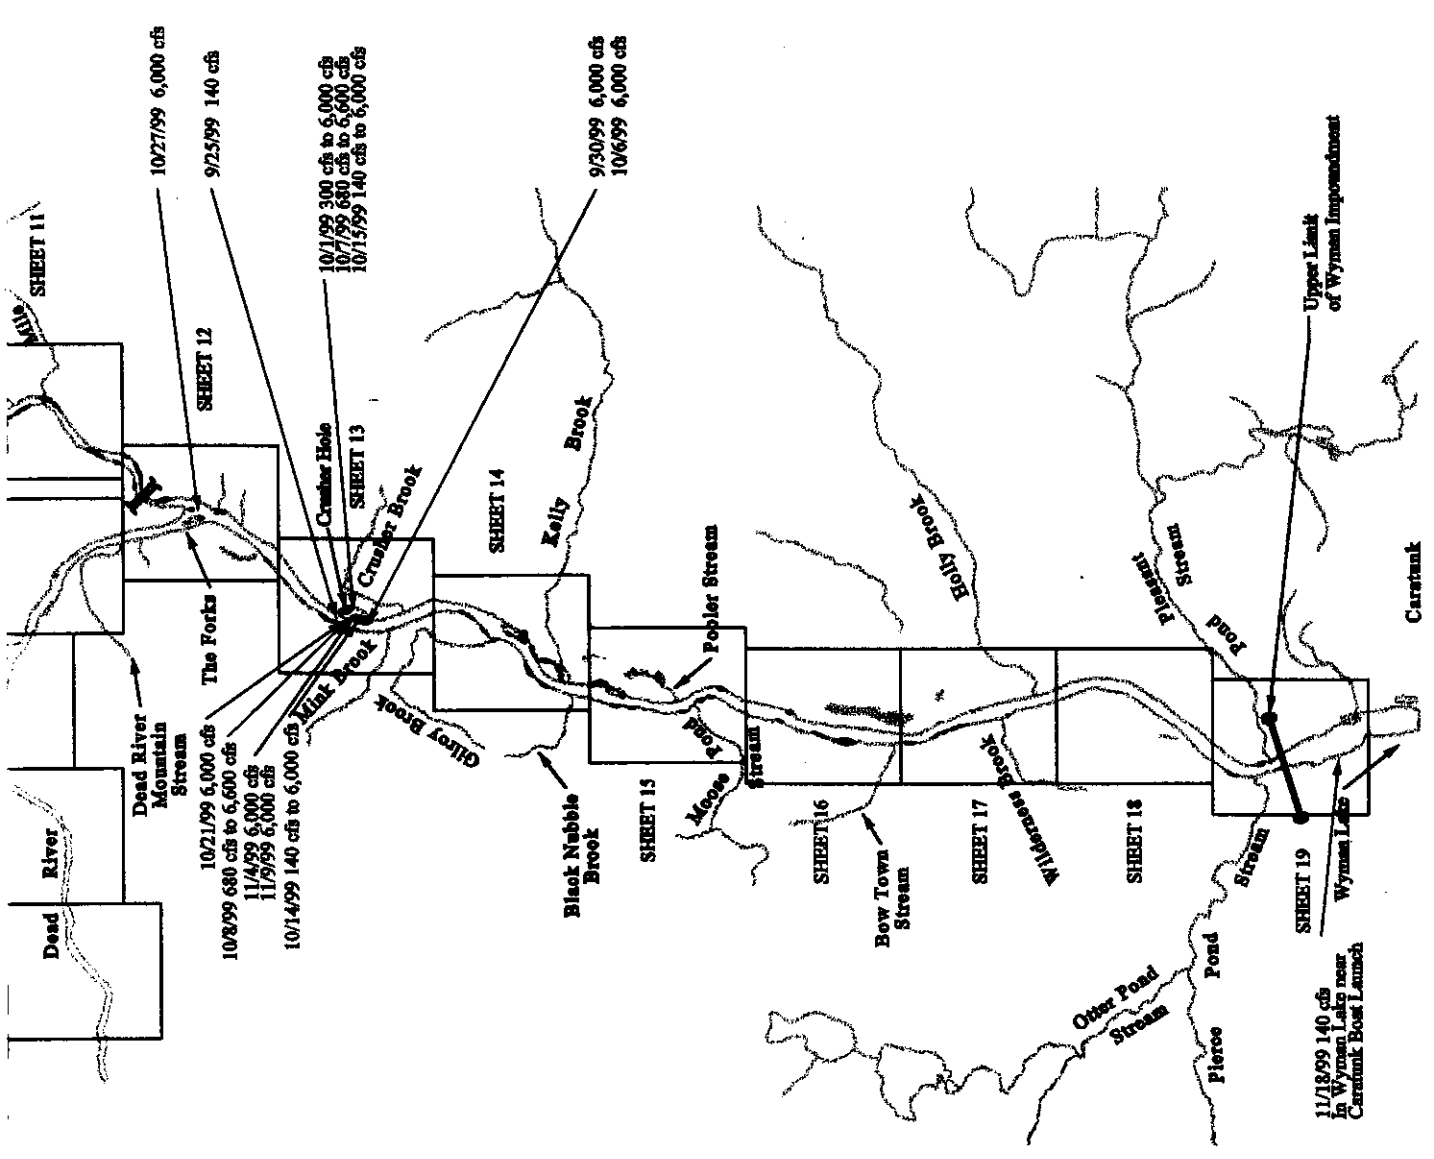 10/27/99 6,000 cfs
9/25/99 140 cfs
10/1/99 300 cfs to 6,000 cfs
10/7/99 680 cfs to 6,600 cfs
10/15/99 140 cfs to 6,000 cfs
9/30/99 6,000 cfs
10/6/99 6,000 cfs
Upper Limit
of Wyman Impoundment
Mile
SHEET 11
SHEET 12
Crusher Hole
SHEET 13
Crusher Brook
SHEET 14
Kelly Brook
Holly Brook
Pooler Stream
Pleasant
Pond
Stream
Caratunk
The Forks
Dead River
Mountain
Stream
Mink Brook
Gilroy Brook
10/21/99 6,000 cfs
10/8/99 680 cfs to 6,600 cfs
11/4/99 6,000 cfs
11/9/99 6,000 cfs
10/14/99 140 cfs to 6,000 cfs
Dead River
Black Nubble
Brook
SHEET 15
Moose
Pond
Stream
SHEET 16
Bow Town
Stream
SHEET 17
Wilderness Brook
SHEET 18
SHEET 19
Wyman Lake
Otter Pond
Stream
Pierce Pond Stream
11/18/99 140 cfs
In Wyman Lake near
Caratunk Boat Launch